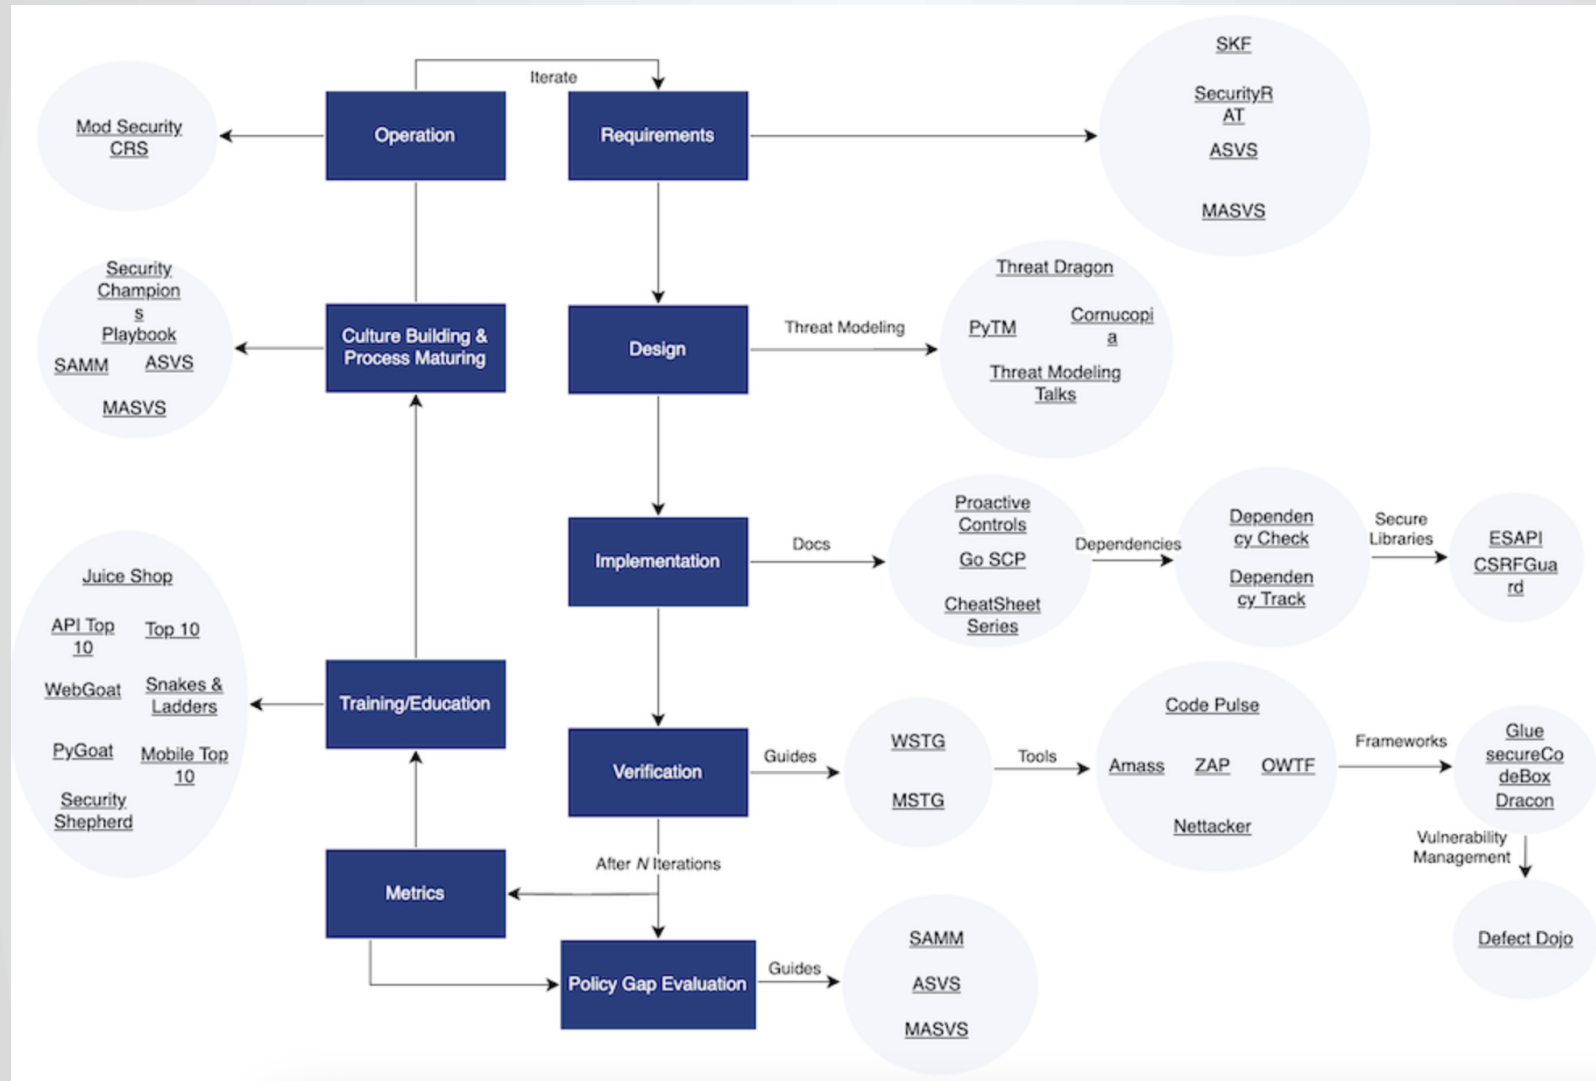 Iterate
Operation
Requirements
Mod Security
CRS
SKF
SecurityR
AT
ASVS
MASVS
Security
Champion
s
Playbook
SAMM
ASVS
MASVS
Culture Building &
Process Maturing
Design
Threat Modeling
Threat Dragon
PyTM
Cornucopi
a
Threat Modeling
Talks
Implementation
Docs
Proactive
Controls
Go SCP
CheatSheet
Series
Dependencies
Dependen
cy Check
Dependen
cy Track
Secure
Libraries
ESAPI
CSRFGua
rd
Juice Shop
API Top
10
Top 10
WebGoat
Snakes &
Ladders
PyGoat
Mobile Top
10
Security
Shepherd
Training/Education
Verification
Guides
WSTG
MSTG
Tools
Code Pulse
Amass
ZAP
OWTF
Nettacker
Frameworks
Glue
secureCo
deBox
Dracon
Vulnerability
Management
Defect Dojo
After N Iterations
Metrics
Policy Gap Evaluation
Guides
SAMM
ASVS
MASVS